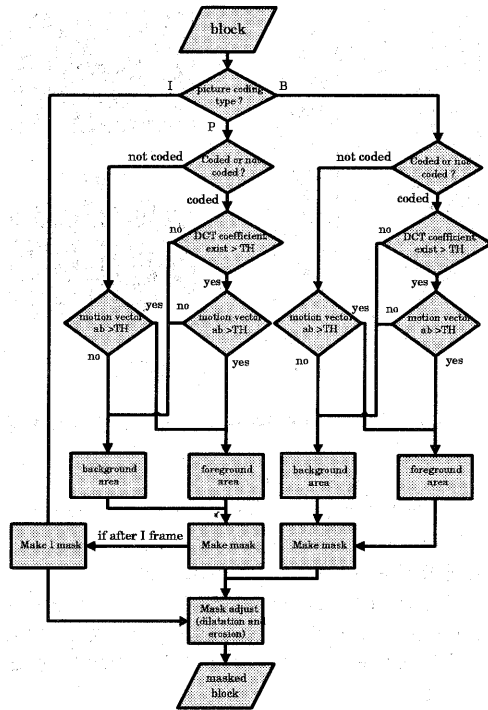 block
picture coding
type ?
I
B
P
Coded or not
coded ?
not coded
coded
DCT coefficient
exist > TH
no
yes
motion vector
ab >TH
yes
no
motion vector
ab >TH
no
yes
Coded or not
coded ?
not coded
coded
DCT coefficient
exist > TH
no
yes
motion vector
ab >TH
yes
no
motion vector
ab >TH
no
yes
background
area
foreground
area
background
area
foreground
area
Make I mask
if after I frame
Make mask
Make mask
Mask adjust
(dilatation and
erosion)
masked
block